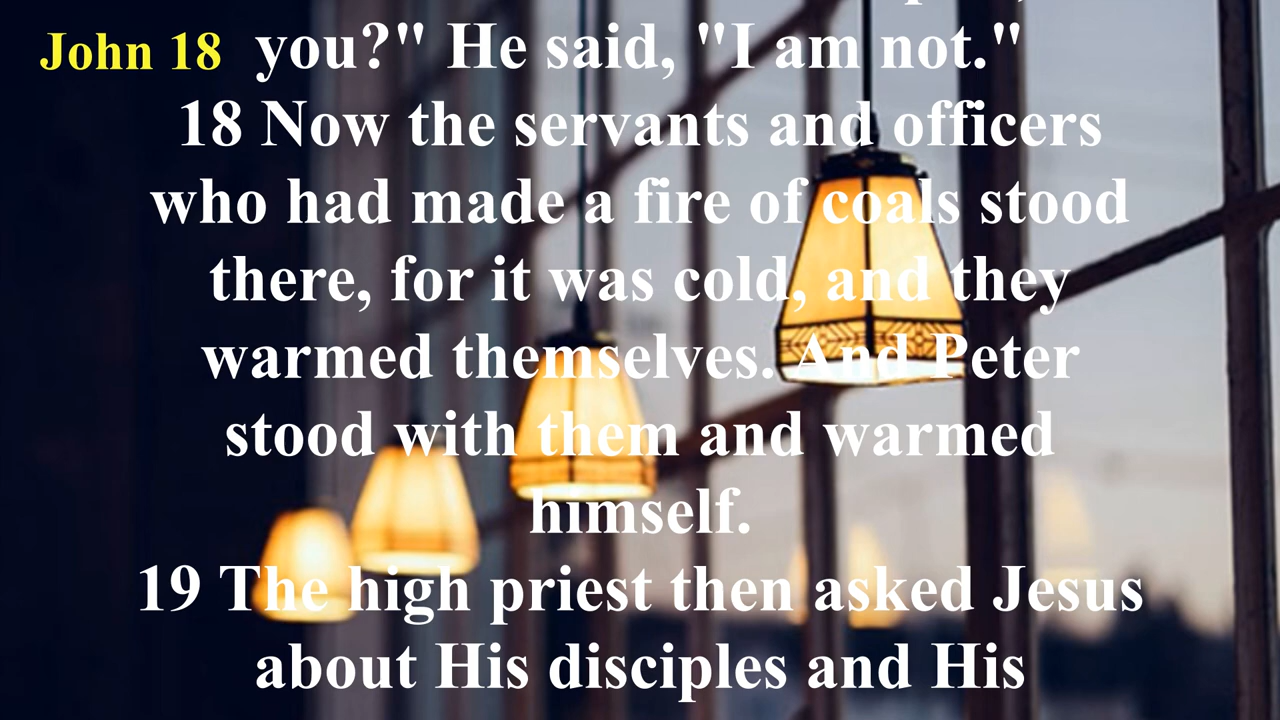 John 18
you?" He said, "I am not."
18 Now the servants and officers
who had made a fire of coals stood
there, for it was cold, and they
warmed themselves. And Peter
stood with them and warmed
himself.
19 The high priest then asked Jesus
about His disciples and His